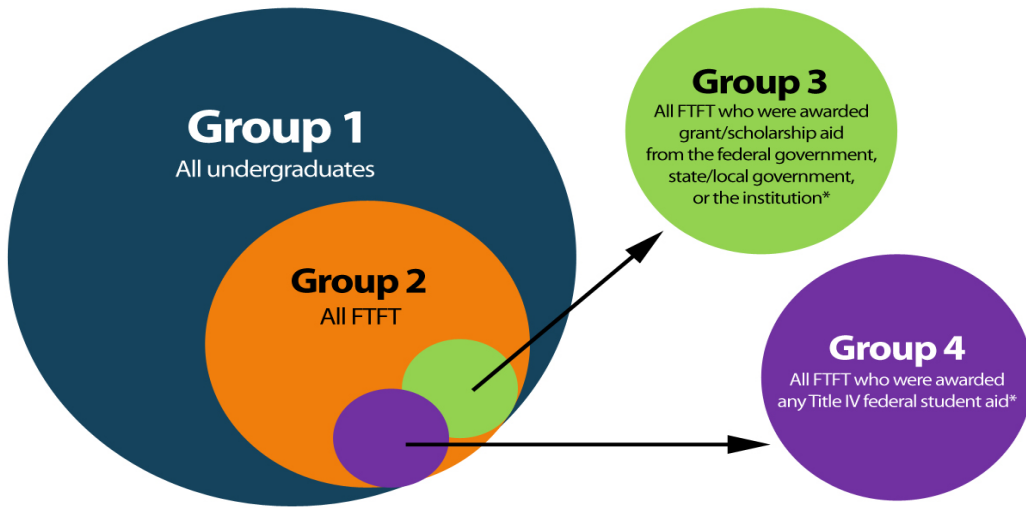 Group 1
All undergraduates
Group 2
All FTFT
Group 3
All FTFT who were awarded
grant/scholarship aid
from the federal government,
state/local government,
or the institution*
Group 4
All FTFT who were awarded
any Title IV federal student aid*